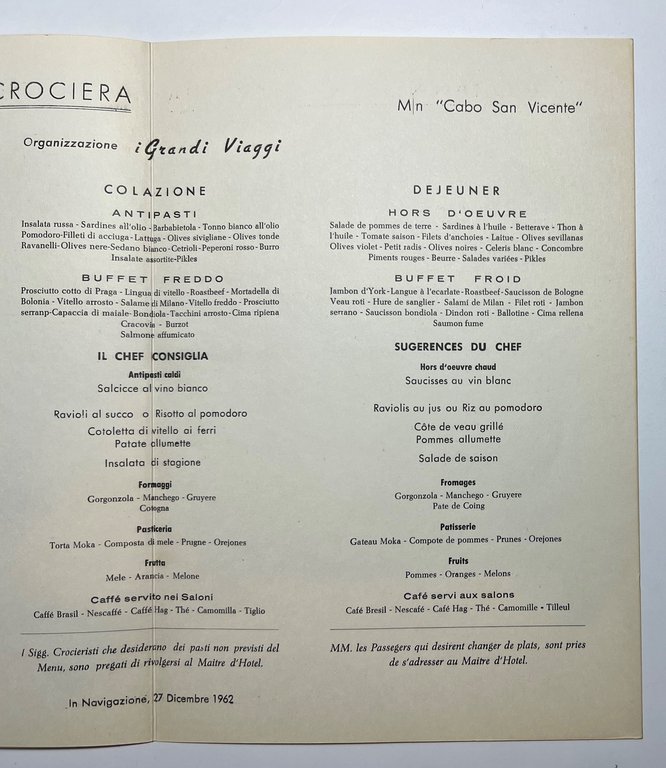 CROCIERA
M|n "Cabo San Vicente"
Organizzazione i Grandi Viaggi
COLAZIONE
ANTIPASTI
Insalata russa - Sardines all'olio - Barbabietola - Tonno bianco all'olio
Pomodoro-Filleti di acciuga - Lattuga - Olives sivigliane - Olives tonde
Ravanelli-Olives nere-Sedano bianco-Cetrioli-Peperoni rosso - Burro
Insalate assortite-Pikles
BUFFET FREDDO
Prosciutto cotto di Praga - Lingua di vitello -Roastbeef - Mortadella di
Bolonia - Vitello arrosto - Salame di Milano -Vitello freddo - Prosciutto
serranp-Capaccia di maiale-Bondiola-Tacchini arrosto-Cima ripiena
Cracovia - Burzot
Salmone affumicato
IL CHEF CONSIGLIA
Antipasti caldi
Salcicce al vino bianco
Ravioli al succo o Risotto al pomodoro
Cotoletta di vitello ai ferri
Patate allumette
Insalata di stagione
Formaggi
Gorgonzola - Manchego - Gruyere
Cotogna
Pasticeria
Torta Moka - Composta di mele - Prugne - Orejones
Frutta
Mele - Arancia - Melone
Caffé servito nei Saloni
Caffé Brasil - Nescaffé - Caffé Hag - Thé - Camomilla - Tiglio
I Sigg. Crocieristi che desiderano dei pasti non previsti del
Menu, sono pregati di rivolgersi al Maitre d'Hotel.
In Navigazione, 27 Dicembre 1962
DEJEUNER
HORS D'OEUVRE
Salade de pommes de terre - Sardines à l'huile - Betterave - Thon à
l'huile - Tomate saison - Filets d'anchoies - Laitue - Olives sevillanas
Olives violet - Petit radis - Olives noires - Celeris blanc - Concombre
Piments rouges - Beurre - Salades variées - Pikles
BUFFET FROID
Jambon d'York-Langue à l'ecarlate-Roastbeef-Saucisson de Bologne
Veau roti - Hure de sanglier - Salamí de Milan - Filet roti - Jambon
serrano - Saucisson bondiola - Dindon roti - Ballotine - Cima rellena
Saumon fume
SUGERENCES DU CHEF
Hors d'oeuvre chaud
Saucisses au vin blanc
Raviolis au jus ou Riz au pomodoro
Côte de veau grillé
Pommes allumette
Salade de saison
Fromages
Gorgonzola - Manchego - Gruyere
Pate de Coing
Patisserie
Gateau Moka - Compote de pommes - Prunes - Orejones
Fruits
Pommes - Oranges - Melons
Café servi aux salons
Café Bresil - Nescafé - Café Hag - Thé - Camomille - Tilleul
MM. les Passegers qui desirent changer de plats, sont pries
de s'adresser au Maitre d'Hotel.